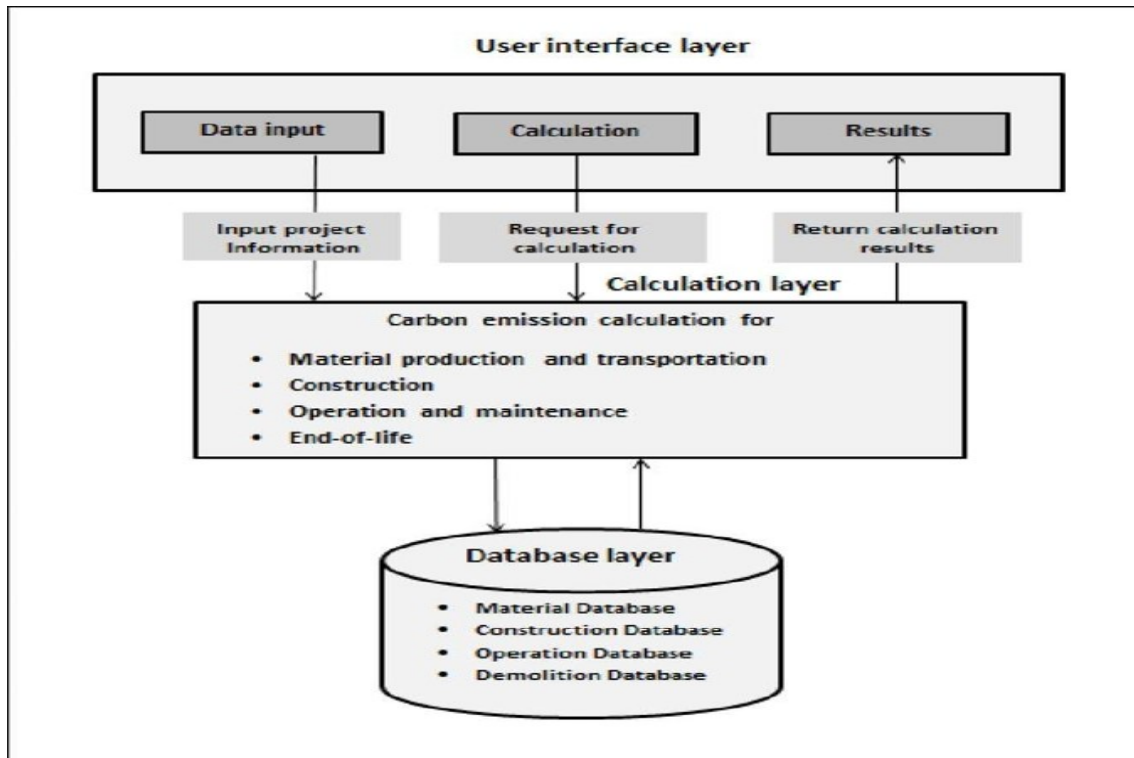 User interface layer
Data input
Calculation
Results
Input project
Information
Request for
calculation
Return calculation
results
Calculation layer
Carbon emission calculation for
• Material production and transportation
• Construction
• Operation and maintenance
• End-of-life
Database layer
• Material Database
• Construction Database
• Operation Database
• Demolition Database